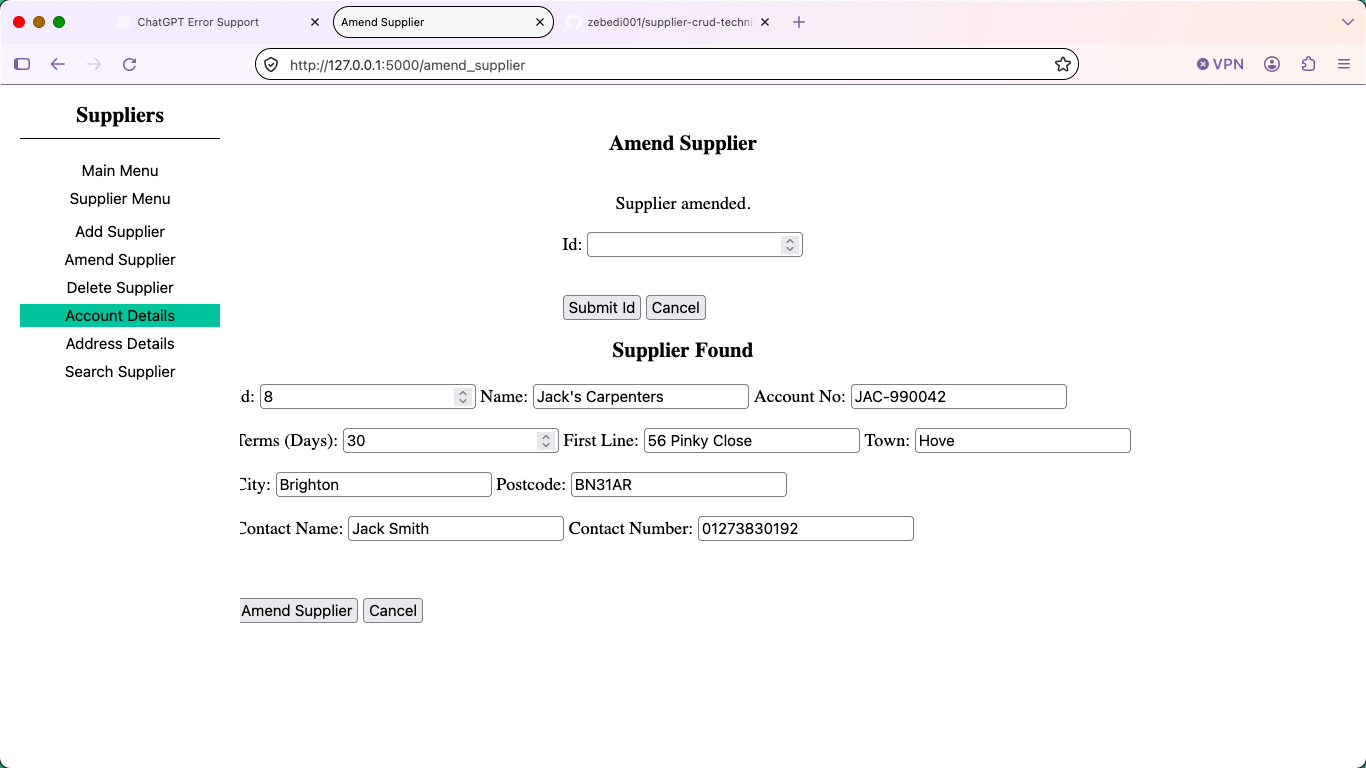 ChatGPT Error Support
Amend Supplier
zebedi001/supplier-crud-techni
http://127.0.0.1:5000/amend_supplier
VPN
Suppliers
Main Menu
Supplier Menu
Add Supplier
Amend Supplier
Delete Supplier
Account Details
Address Details
Search Supplier
Amend Supplier
Supplier amended.
Id:
Submit Id Cancel
Supplier Found
Id: 8 Name: Jack's Carpenters Account No: JAC-990042
Terms (Days): 30 First Line: 56 Pinky Close Town: Hove
City: Brighton Postcode: BN31AR
Contact Name: Jack Smith Contact Number: 01273830192
Amend Supplier Cancel